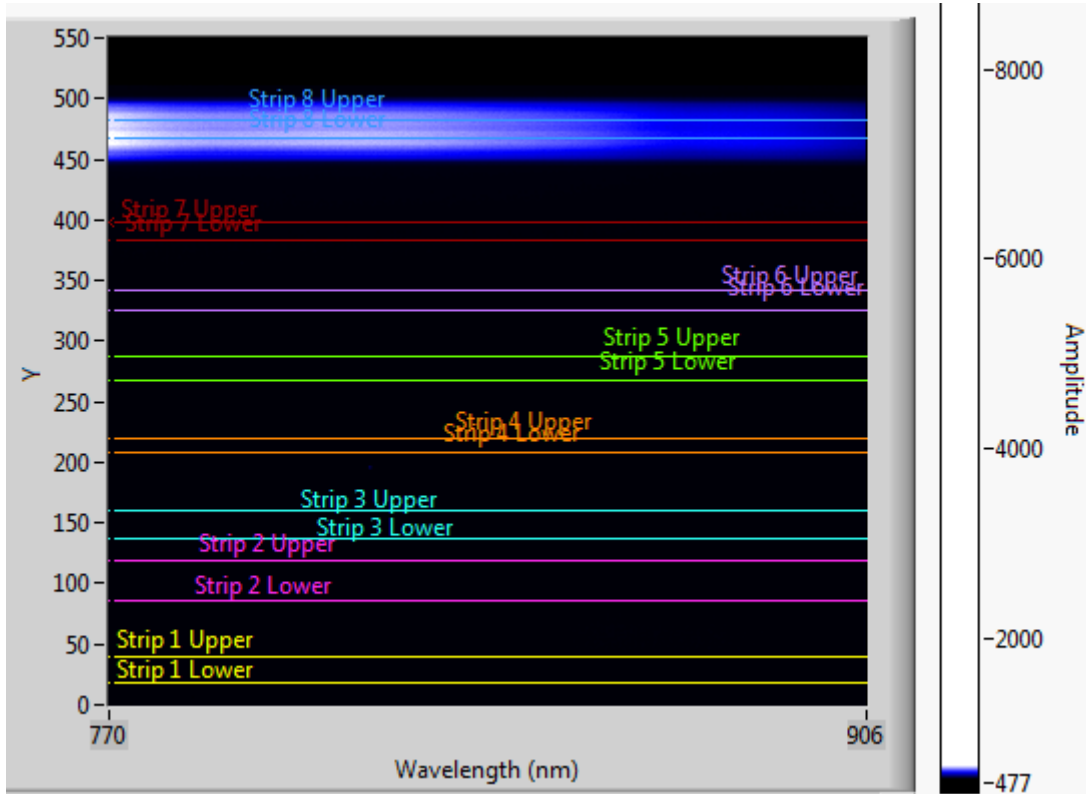 550
500
450
400
350
300
250
200
150
100
50
0
Y
Strip 8 Upper
Strip 8 Lower
Strip 7 Upper
Strip 7 Lower
Strip 6 Upper
Strip 6 Lower
Strip 5 Upper
Strip 5 Lower
Strip 4 Upper
Strip 4 Lower
Strip 3 Upper
Strip 3 Lower
Strip 2 Upper
Strip 2 Lower
Strip 1 Upper
Strip 1 Lower
770
906
Wavelength (nm)
8000
6000
4000
2000
-477
Amplitude